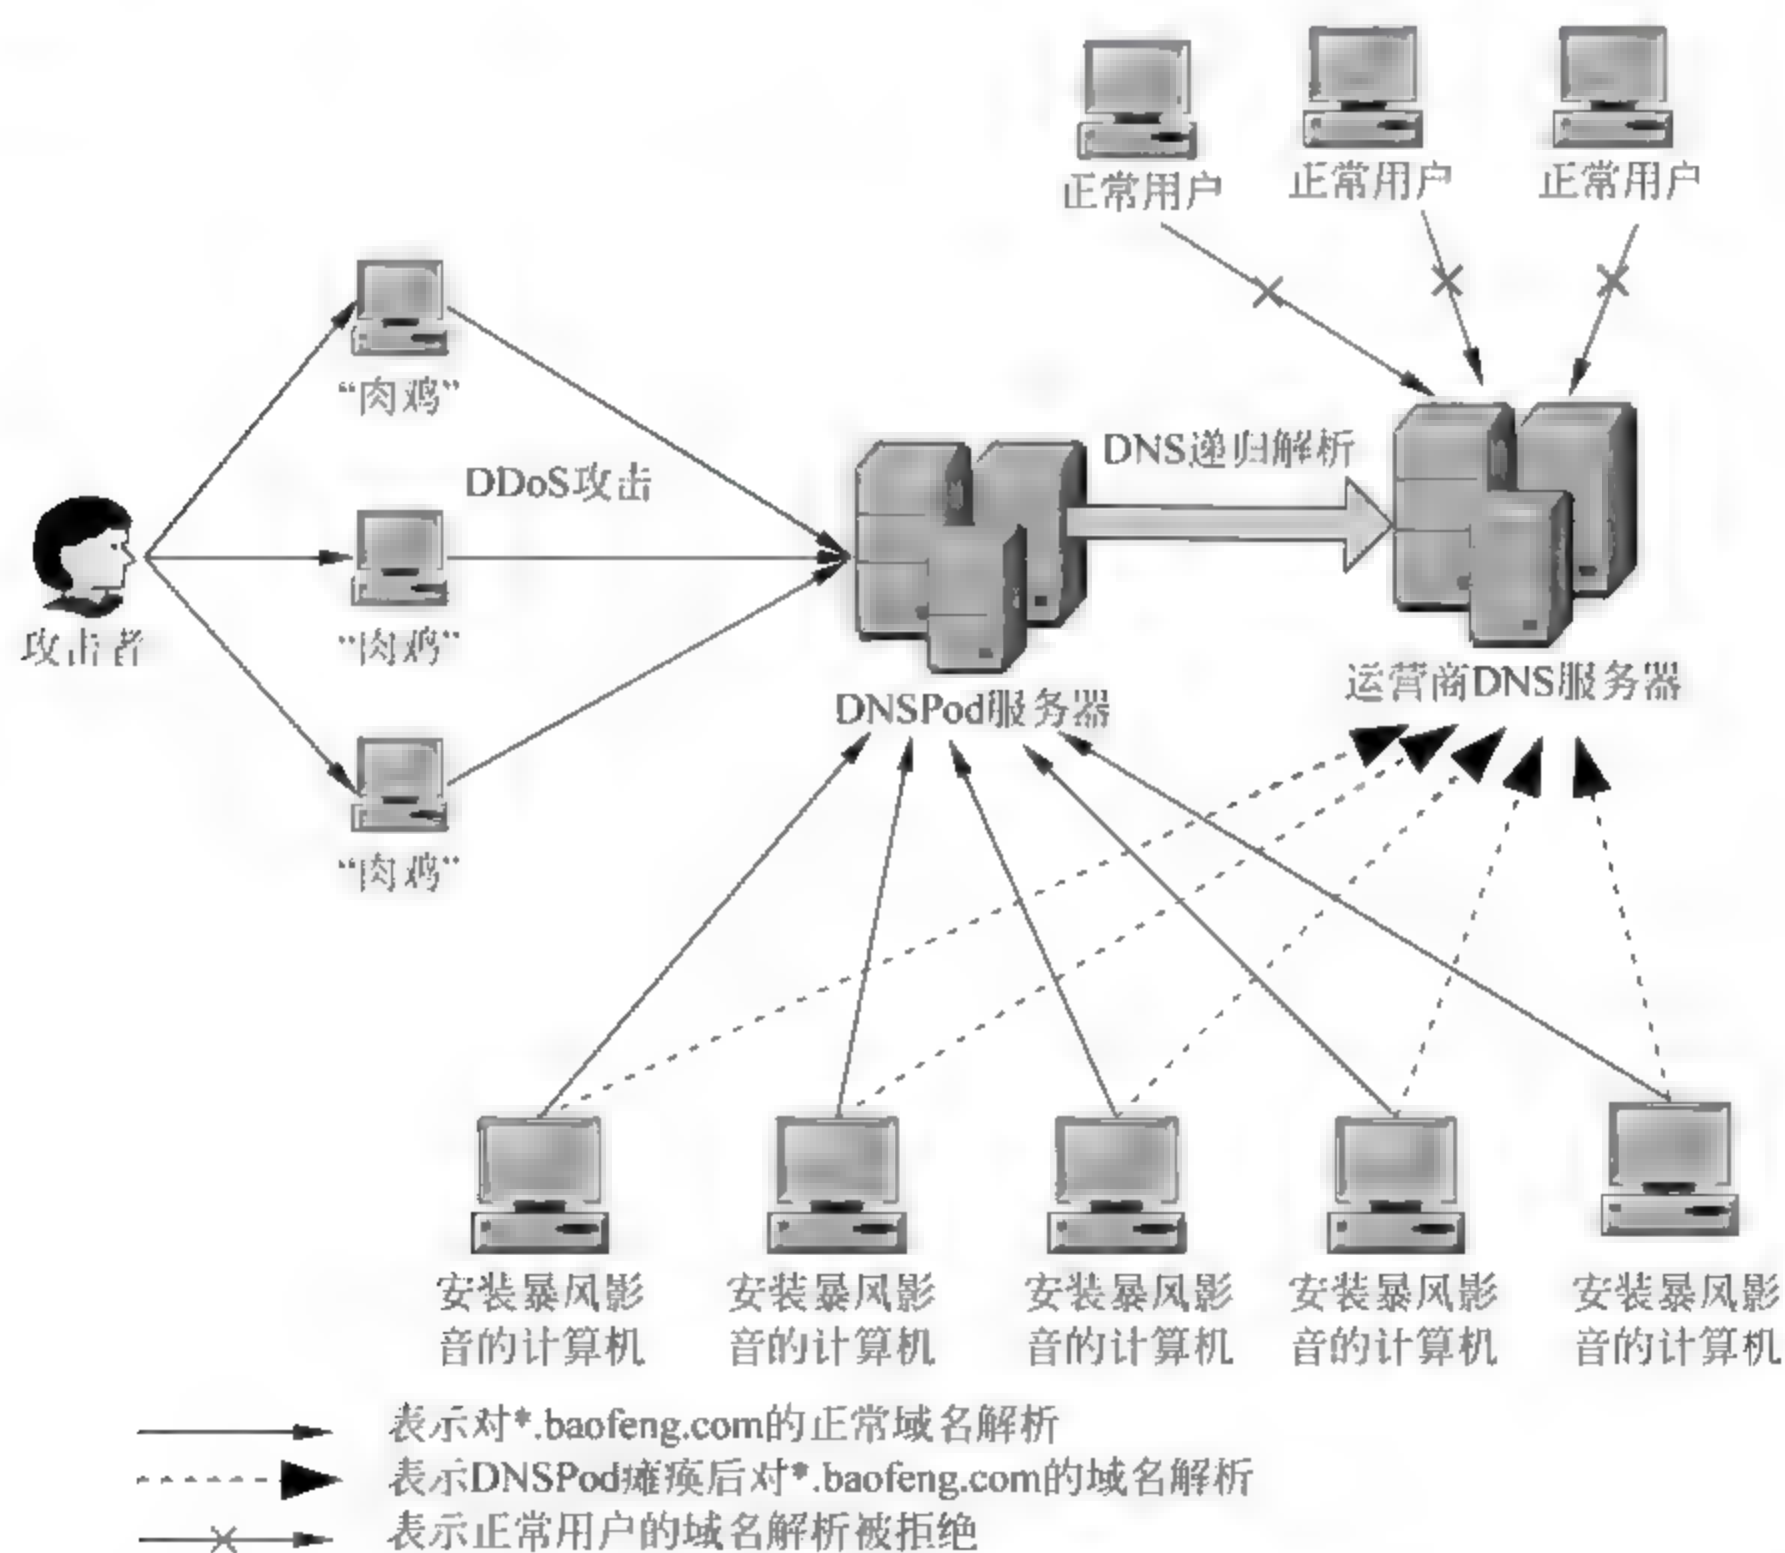 正常用户
正常用户
正常用户
“肉鸡”
DDoS攻击
DNS递归解析
攻击者
“肉鸡”
运营商DNS服务器
DNSPod服务器
“肉鸡”
安装暴风影
音的计算机
安装暴风影
音的计算机
安装暴风影
音的计算机
安装暴风影
音的计算机
安装暴风影
音的计算机
表示对*.baofeng.com的正常域名解析
表示DNSPod瘫痪后对*.baofeng.com的域名解析
表示正常用户的域名解析被拒绝